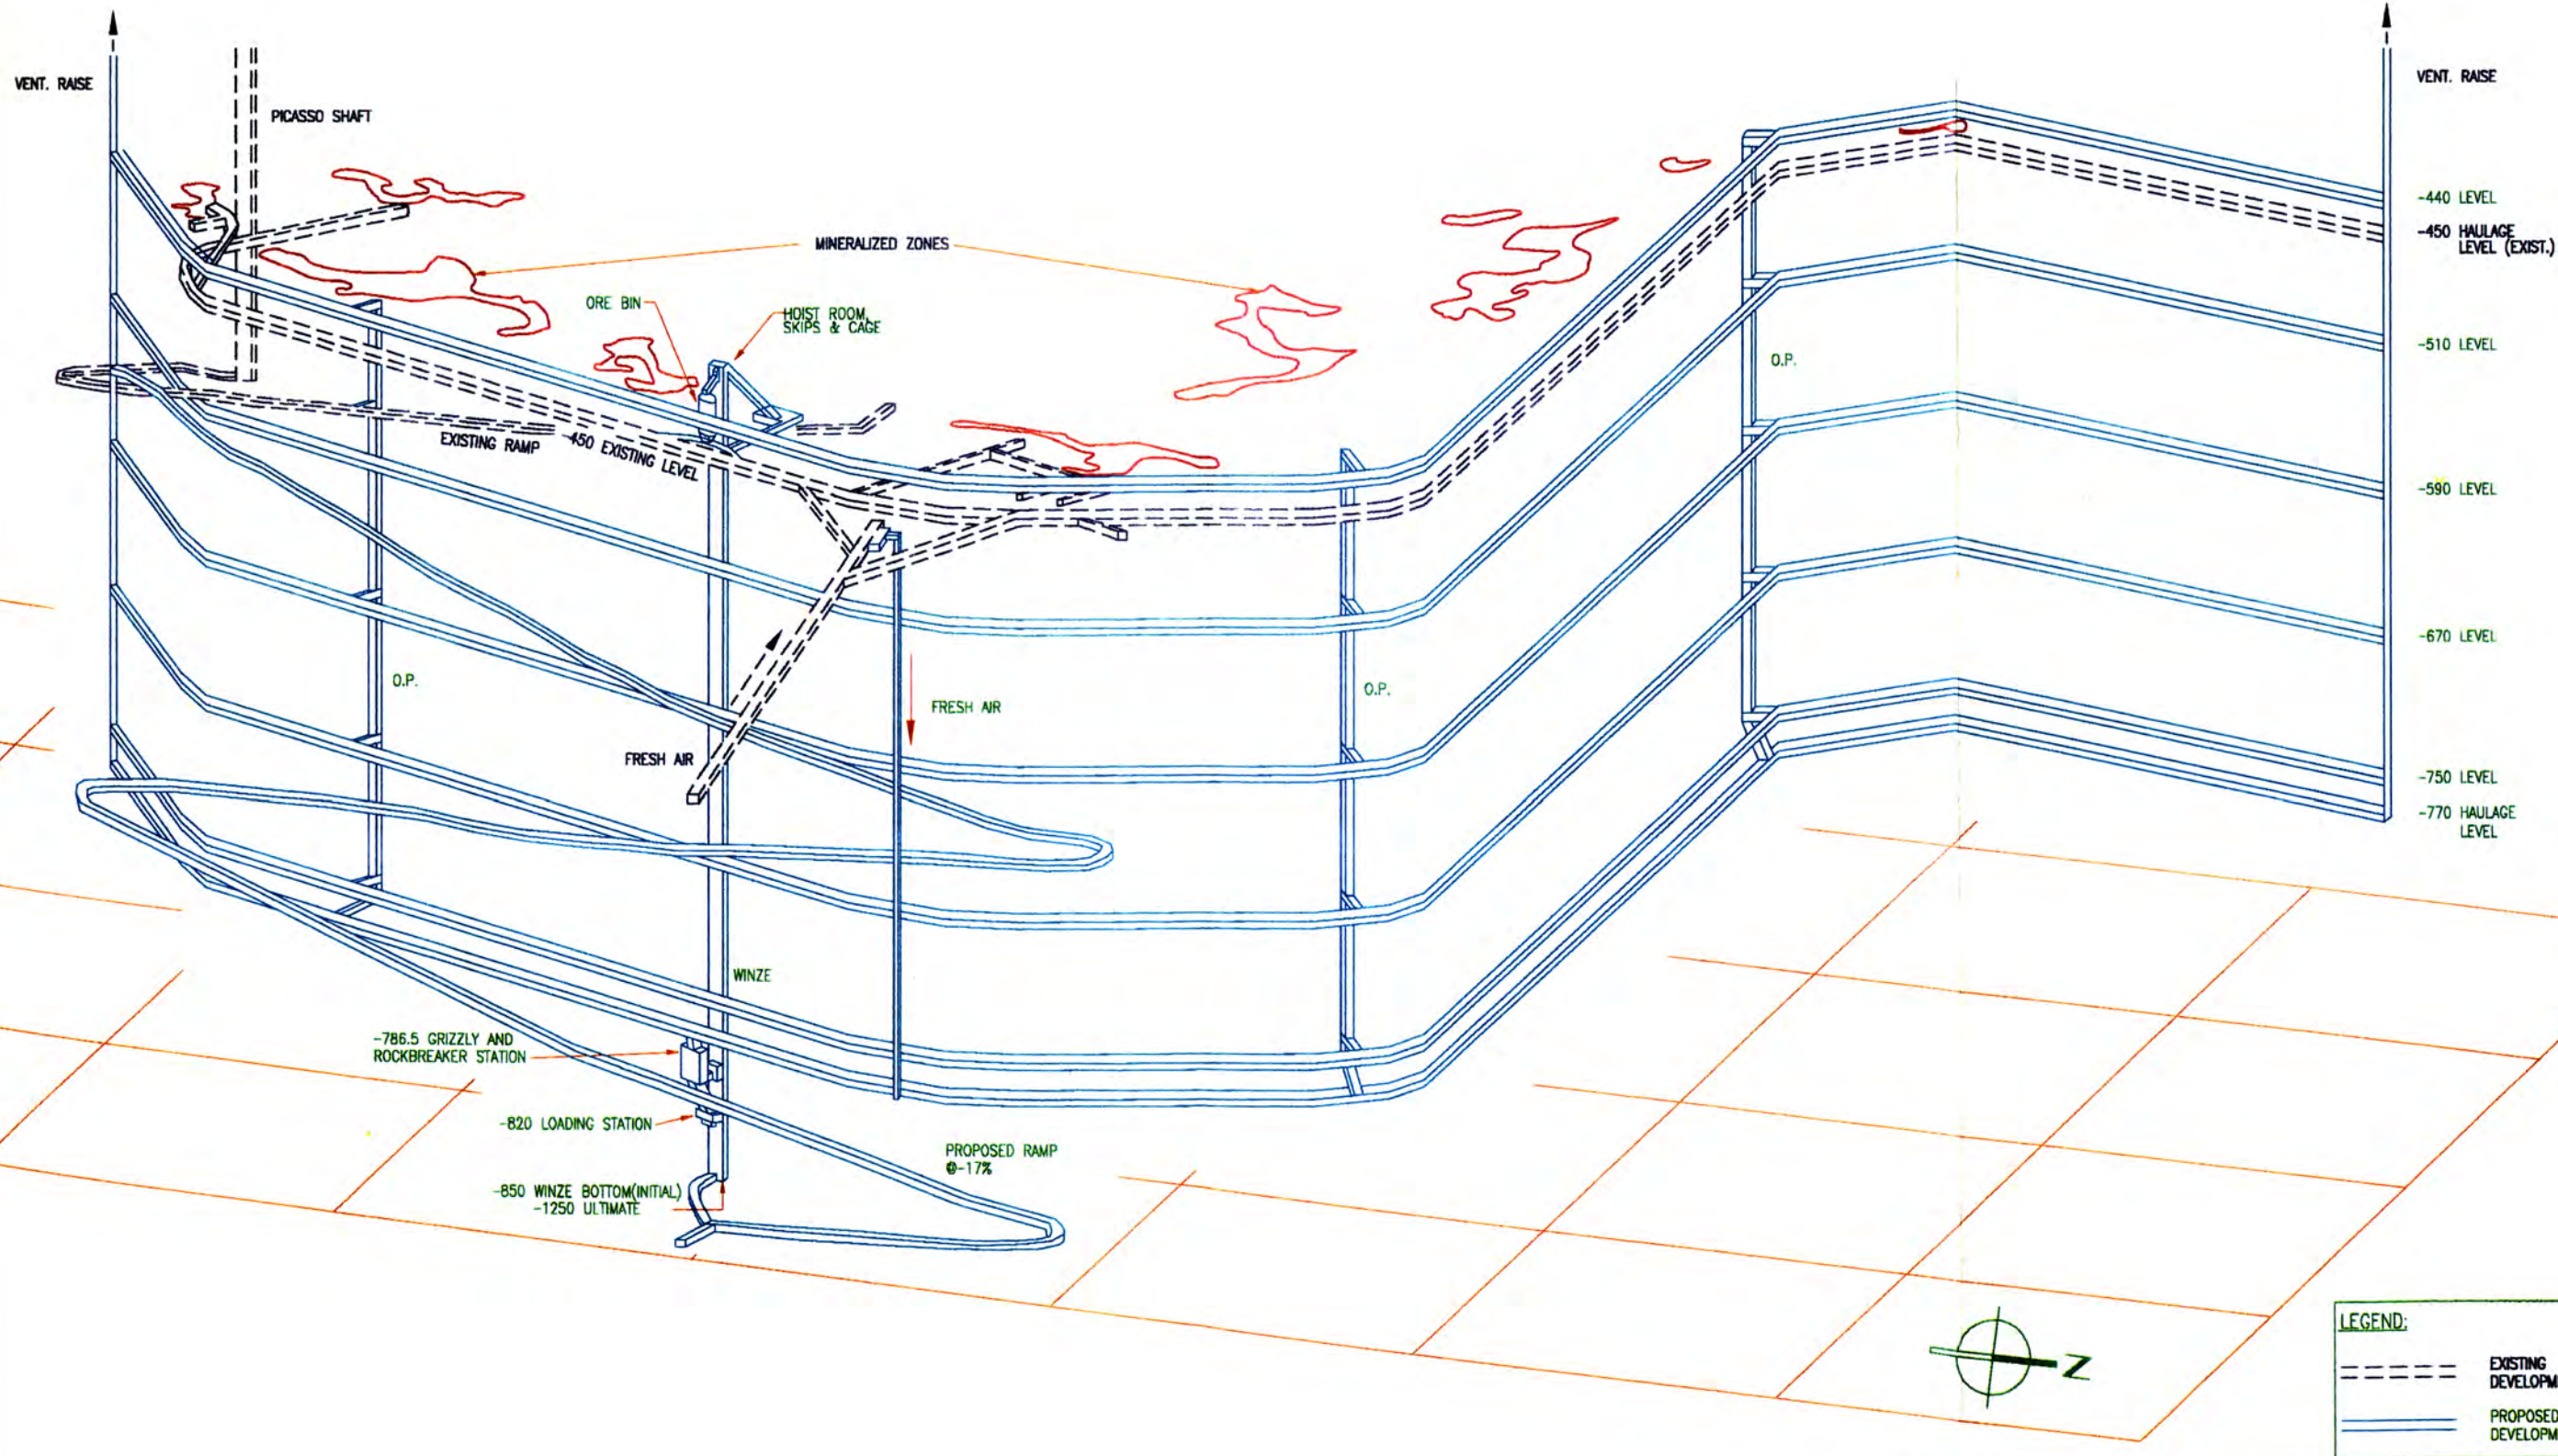 VENT. RAISE
PICASSO SHAFT
VENT. RAISE
-440 LEVEL
-450 HAULAGE
LEVEL (EXIST.)
MINERALIZED ZONES
ORE BIN
HOIST ROOM,
SKIPS & CAGE
-510 LEVEL
O.P.
EXISTING RAMP
-450 EXISTING LEVEL
-590 LEVEL
-670 LEVEL
O.P.
O.P.
FRESH AIR
FRESH AIR
-750 LEVEL
-770 HAULAGE
LEVEL
WINZE
-786.5 GRIZZLY AND
ROCKBREAKER STATION
-820 LOADING STATION
PROPOSED RAMP
@-17%
-850 WINZE BOTTOM(INITIAL)
-1250 ULTIMATE
Z
LEGEND:
EXISTING
DEVELOPM
PROPOSED
DEVELOPM